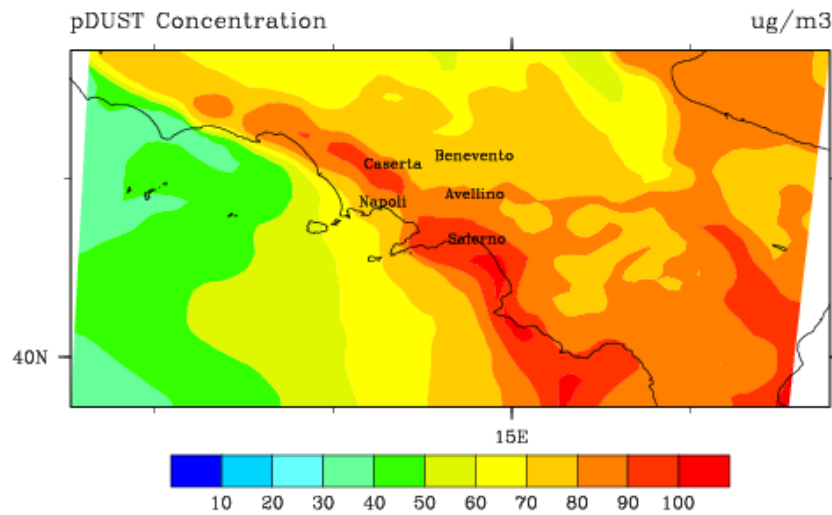 pDUST Concentration ug/m3
Caserta Benevento
Napoli Avellino
Salerno
40N
15E
10 20 30 40 50 60 70 80 90 100